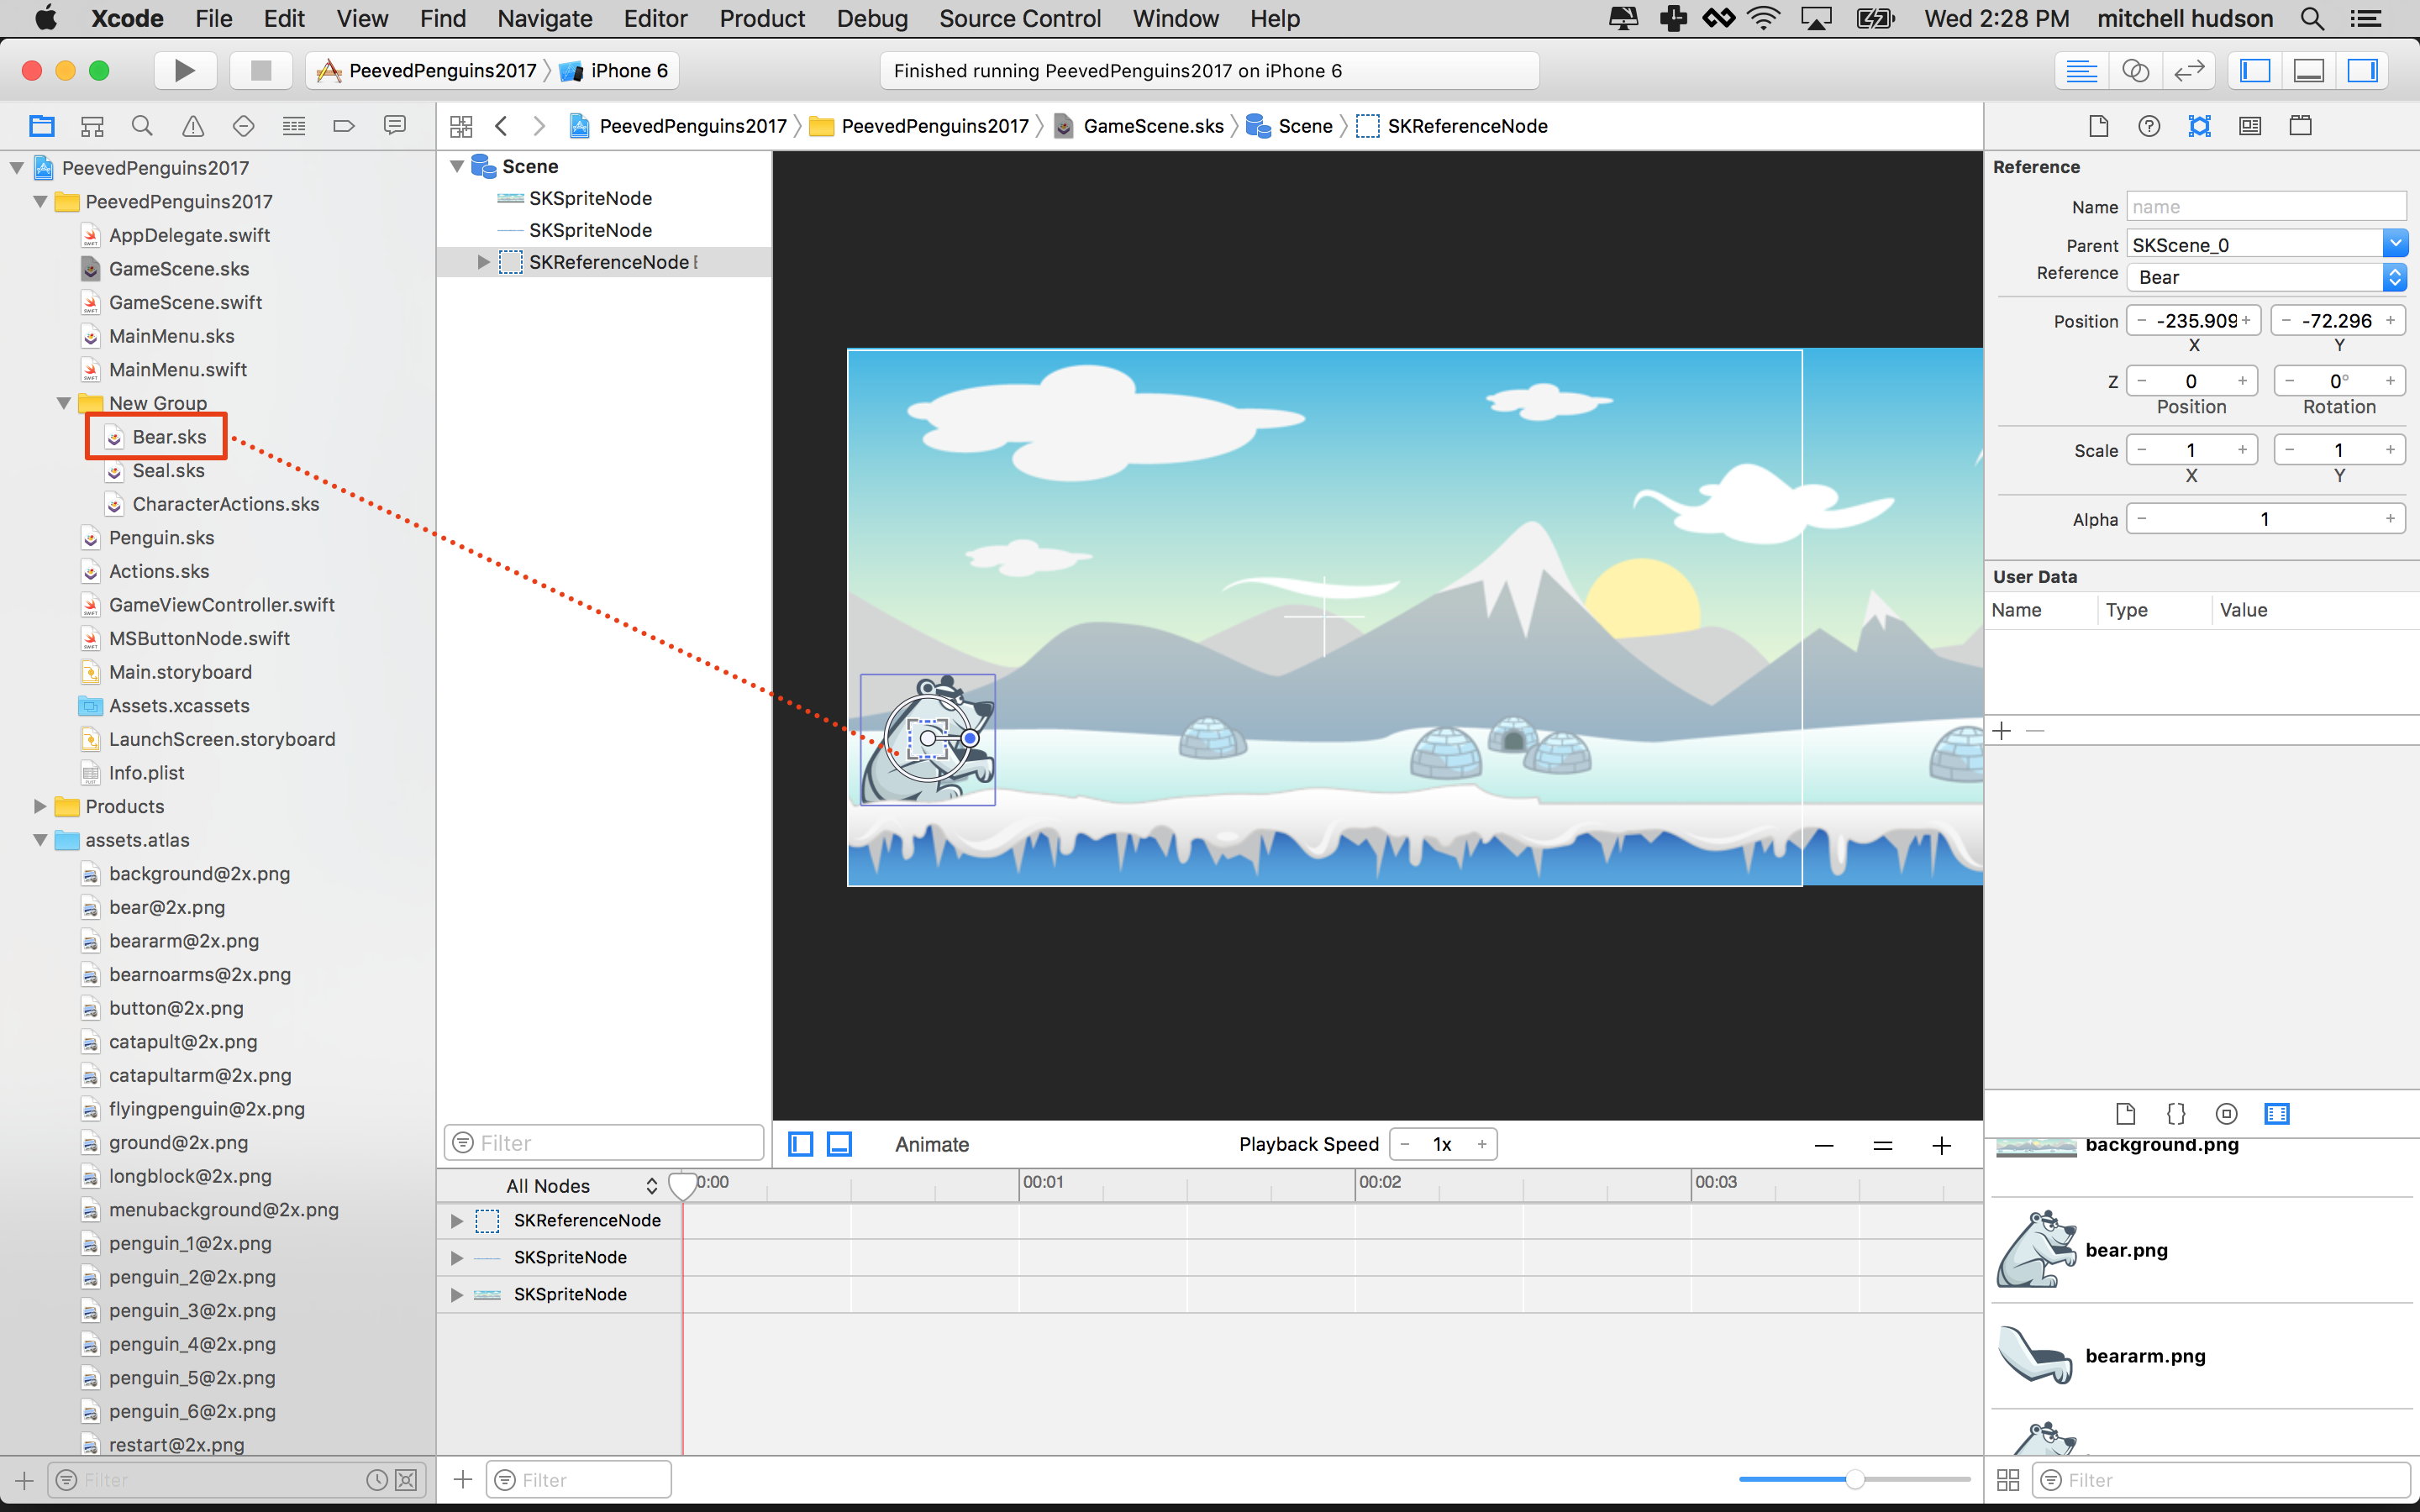 Xcode File Edit View Find Navigate Editor Product Debug Source Control Window Help Wed 2:28 PM mitchell hudson
PeevedPenguins2017 iPhone 6
Finished running PeevedPenguins2017 on iPhone 6
PeevedPenguins2017 PeevedPenguins2017 GameScene.sks Scene SKReferenceNode
PeevedPenguins2017
PeevedPenguins2017
AppDelegate.swift
GameScene.sks
GameScene.swift
MainMenu.sks
MainMenu.swift
New Group
Bear.sks
Seal.sks
CharacterActions.sks
Penguin.sks
Actions.sks
GameViewController.swift
MSButtonNode.swift
Main.storyboard
Assets.xcassets
LaunchScreen.storyboard
Info.plist
Products
assets.atlas
background@2x.png
bear@2x.png
beararm@2x.png
bearnoarms@2x.png
button@2x.png
catapult@2x.png
catapultarm@2x.png
flyingpenguin@2x.png
ground@2x.png
longblock@2x.png
menubackground@2x.png
penguin_1@2x.png
penguin_2@2x.png
penguin_3@2x.png
penguin_4@2x.png
penguin_5@2x.png
penguin_6@2x.png
restart@2x.png
Filter
Scene
SKSpriteNode
SKSpriteNode
SKReferenceNode
Filter
Animate
Playback Speed − 1x +
All Nodes
0:00 00:01 00:02 00:03
SKReferenceNode
SKSpriteNode
SKSpriteNode
Filter
Reference
Name name
Parent SKScene_0
Reference Bear
Position − -235.909 + − -72.296 +
X Y
Z − 0 + − 0° +
Position Rotation
Scale − 1 + − 1 +
X Y
Alpha − 1 +
User Data
Name Type Value
background.png
bear.png
beararm.png
Filter